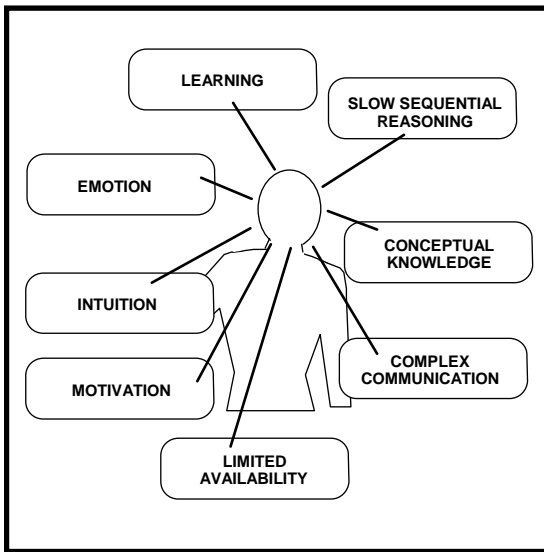 LEARNING
SLOW SEQUENTIAL
REASONING
EMOTION
CONCEPTUAL
KNOWLEDGE
INTUITION
COMPLEX
COMMUNICATION
MOTIVATION
LIMITED
AVAILABILITY